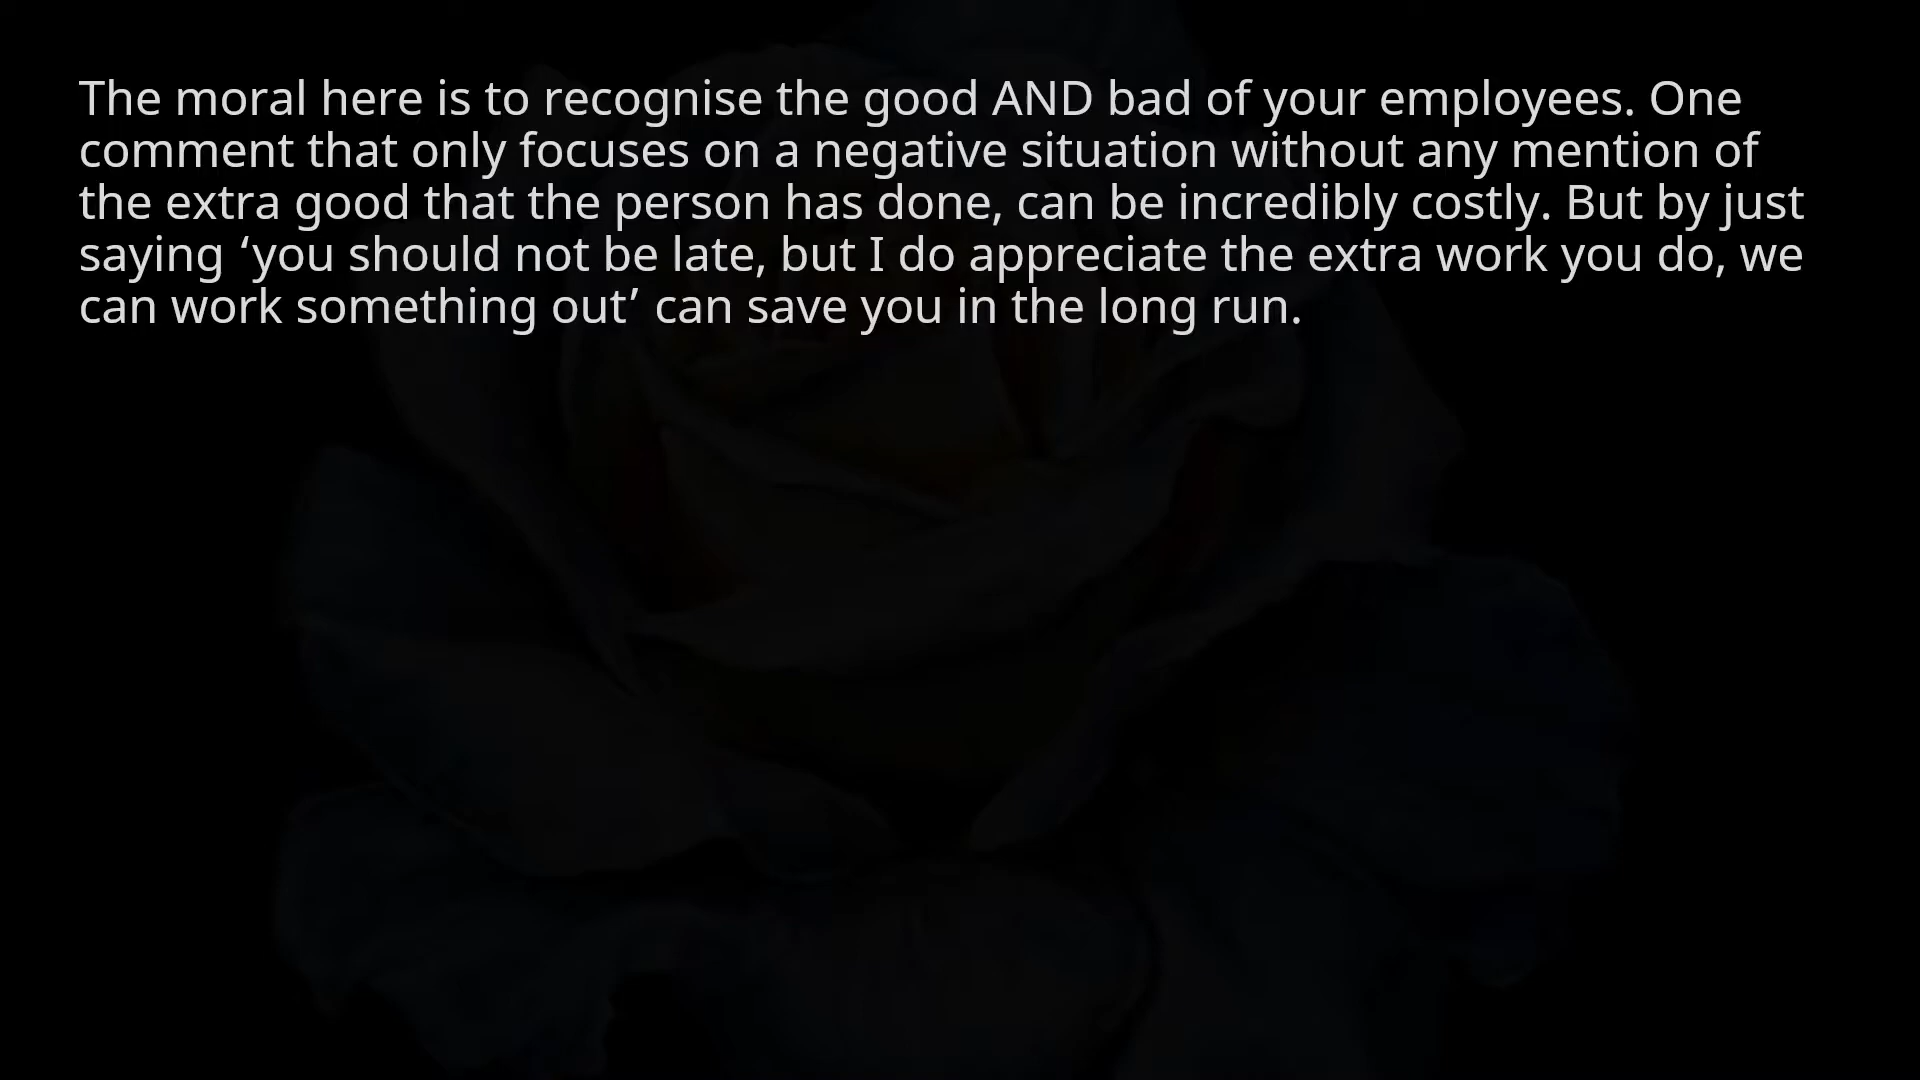 The moral here is to recognise the good AND bad of your employees. One
comment that only focuses on a negative situation without any mention of
the extra good that the person has done, can be incredibly costly. But by just
saying ‘you should not be late, but I do appreciate the extra work you do, we
can work something out’ can save you in the long run.